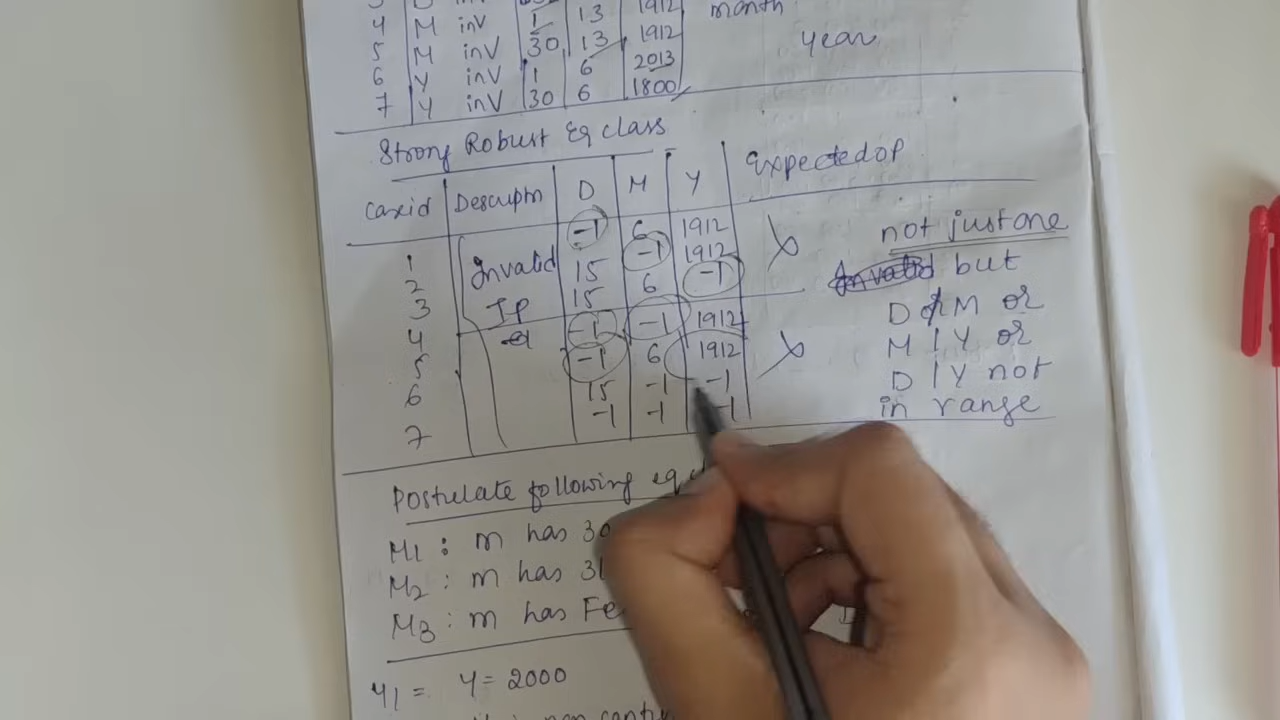 4 M inV 1 13 1912
5 M inV 30 13 1912
6 Y inV 1 6 2013
7 Y inV 30 6 1800
month
year
Strong Robust Eq class
Caseid Descriptn D M Y Expected op
1 -1 6 1912
2 Invalid 15 -1 1912
3 Ip 15 6 -1
4 -1 -1 1912
5 -1 6 1912
6 15 -1 -1
7 -1 -1 -1
not just one
but
D / M or
M / Y or
D / Y not
in range
Postulate following eq
M1 : m has 30
M2 : m has 31
M3 : m has Fe
Y1 = Y = 2000